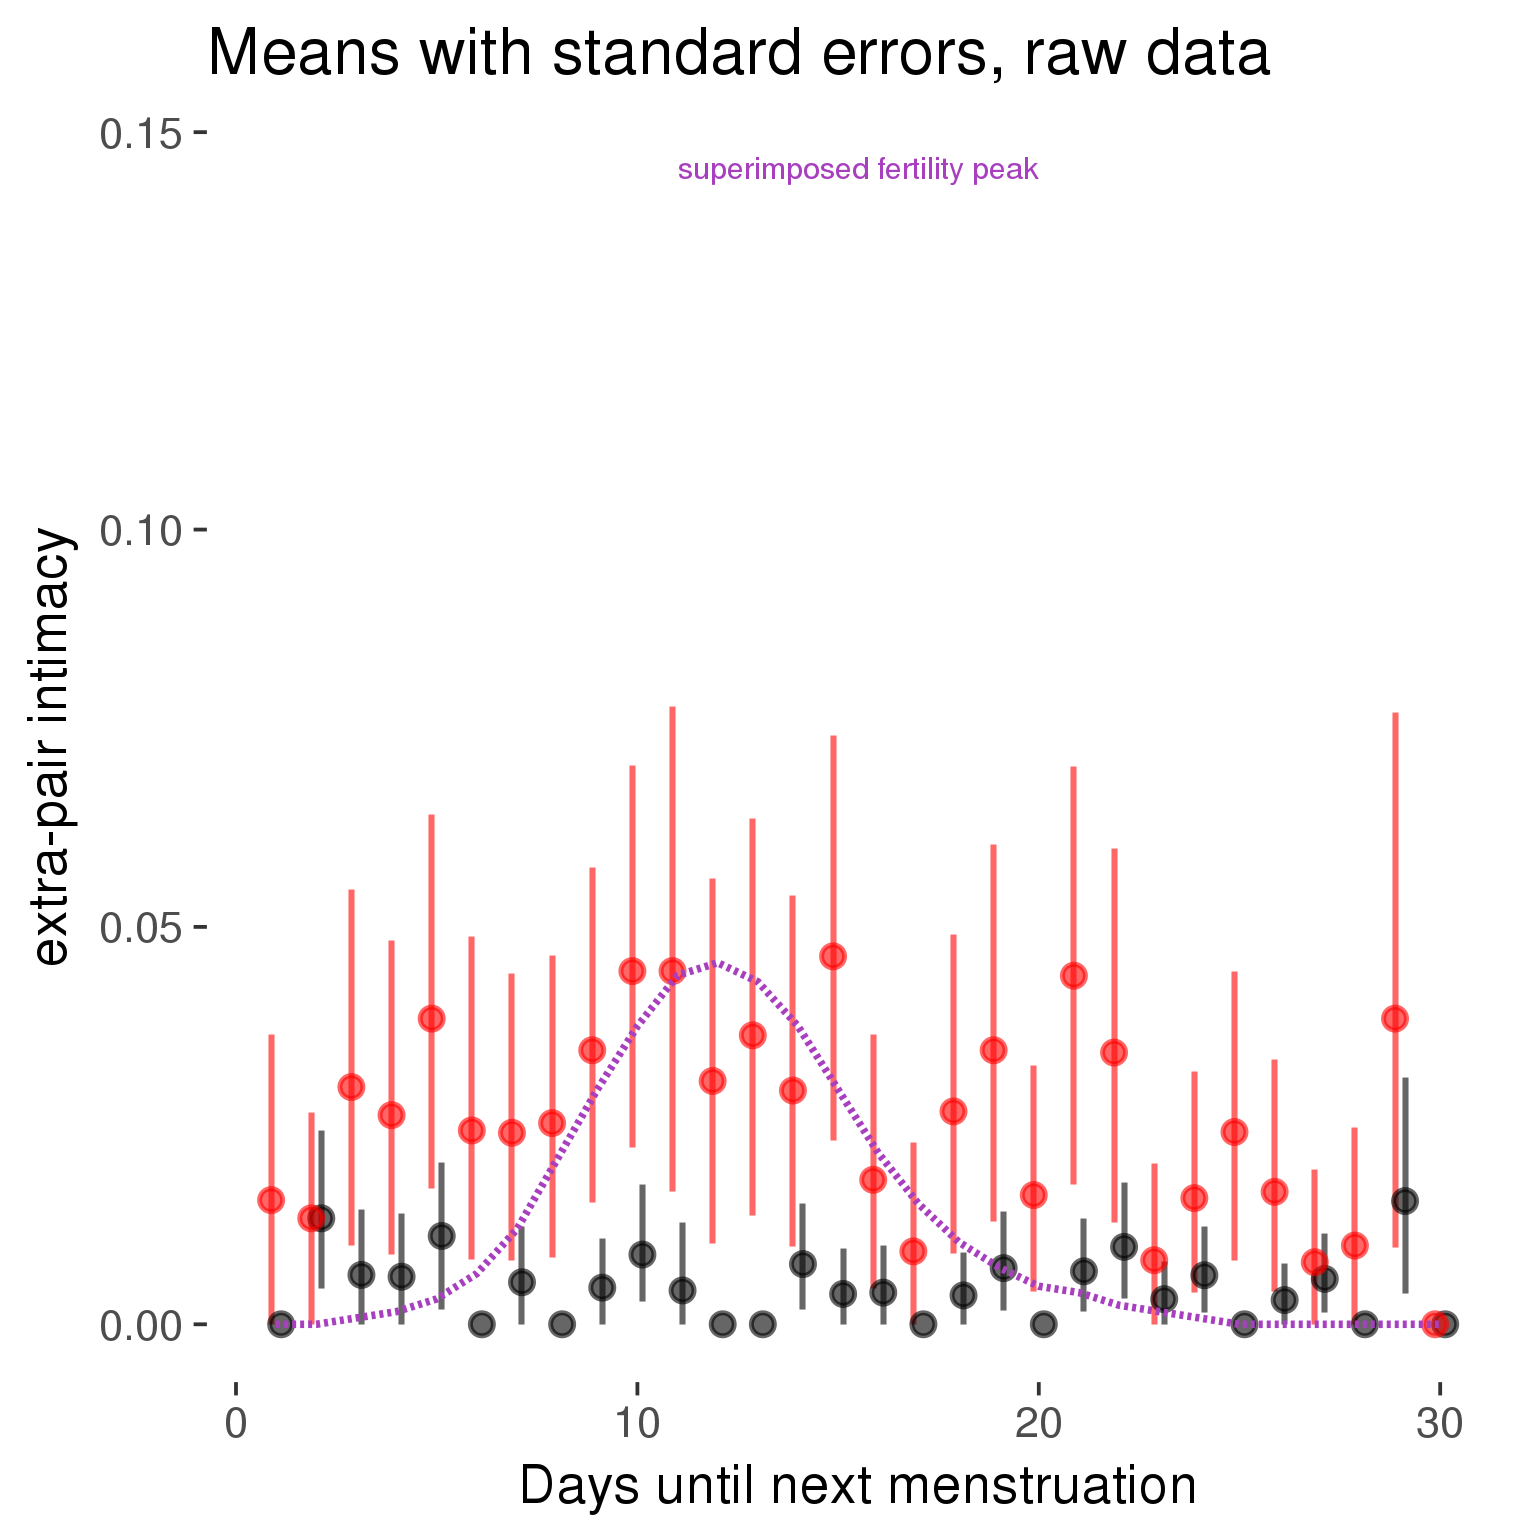 Means with standard errors, raw data
0.15
superimposed fertility peak
0.10
extra-pair intimacy
0.05
0.00
0 10 20 30
Days until next menstruation